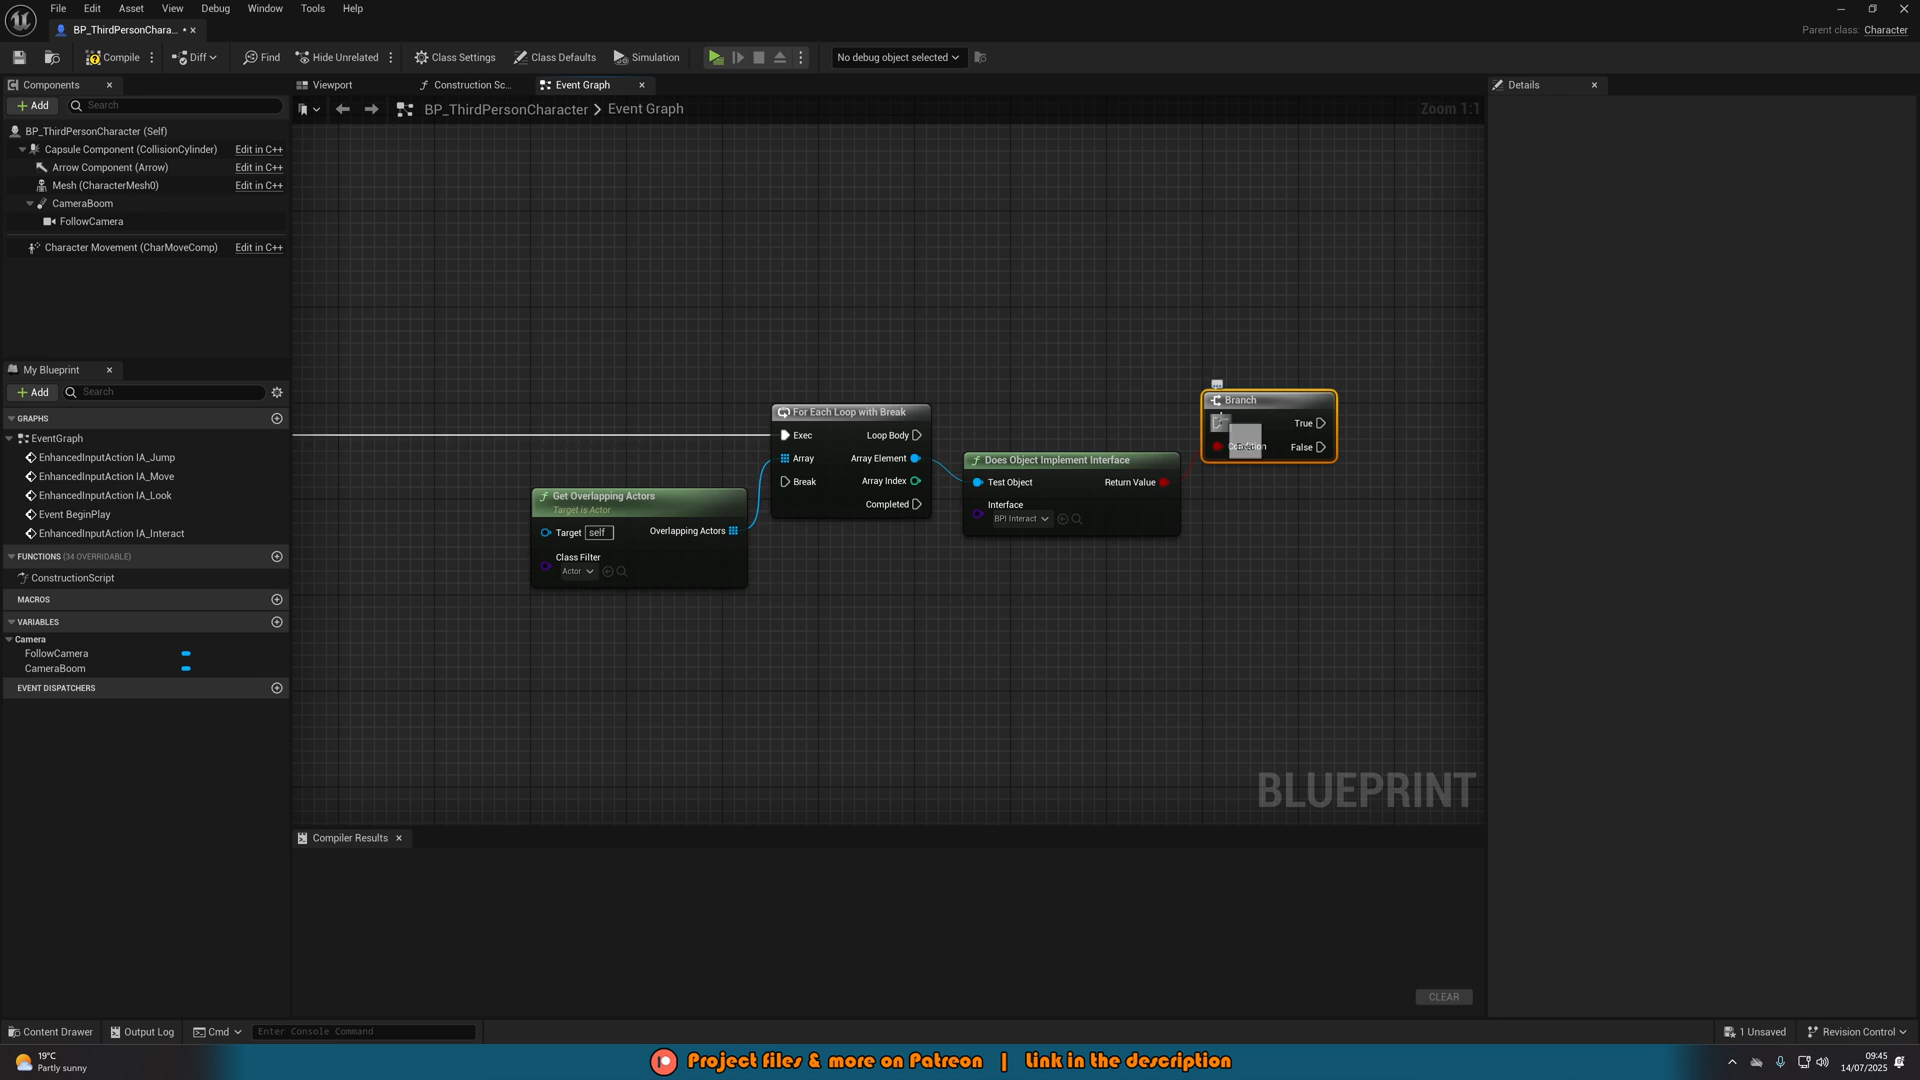 File Edit Asset View Debug Window Tools Help
BP_ThirdPersonChara...
Parent class: Character
Compile Diff Find Hide Unrelated Class Settings Class Defaults Simulation No debug object selected
Components
Viewport Construction Sc... Event Graph Details
Add Search
BP_ThirdPersonCharacter > Event Graph Zoom 1:1
BP_ThirdPersonCharacter (Self)
Capsule Component (CollisionCylinder) Edit in C++
Arrow Component (Arrow) Edit in C++
Mesh (CharacterMesh0) Edit in C++
CameraBoom
FollowCamera
Character Movement (CharMoveComp) Edit in C++
My Blueprint
Add Search
GRAPHS
EventGraph
EnhancedInputAction IA_Jump
EnhancedInputAction IA_Move
EnhancedInputAction IA_Look
Event BeginPlay
EnhancedInputAction IA_Interact
FUNCTIONS (34 OVERRIDABLE)
ConstructionScript
MACROS
VARIABLES
Camera
FollowCamera
CameraBoom
EVENT DISPATCHERS
Get Overlapping Actors
Target is Actor
Target self Overlapping Actors
Class Filter
Actor
For Each Loop with Break
Exec Loop Body
Array Array Element
Break Array Index
Completed
Does Object Implement Interface
Test Object Return Value
Interface
BPI Interact
Branch
True
Condition False
BLUEPRINT
Compiler Results
CLEAR
Content Drawer Output Log Cmd Enter Console Command 1 Unsaved Revision Control
19°C
Partly sunny
Project files & more on Patreon | Link in the description
09:45
14/07/2025